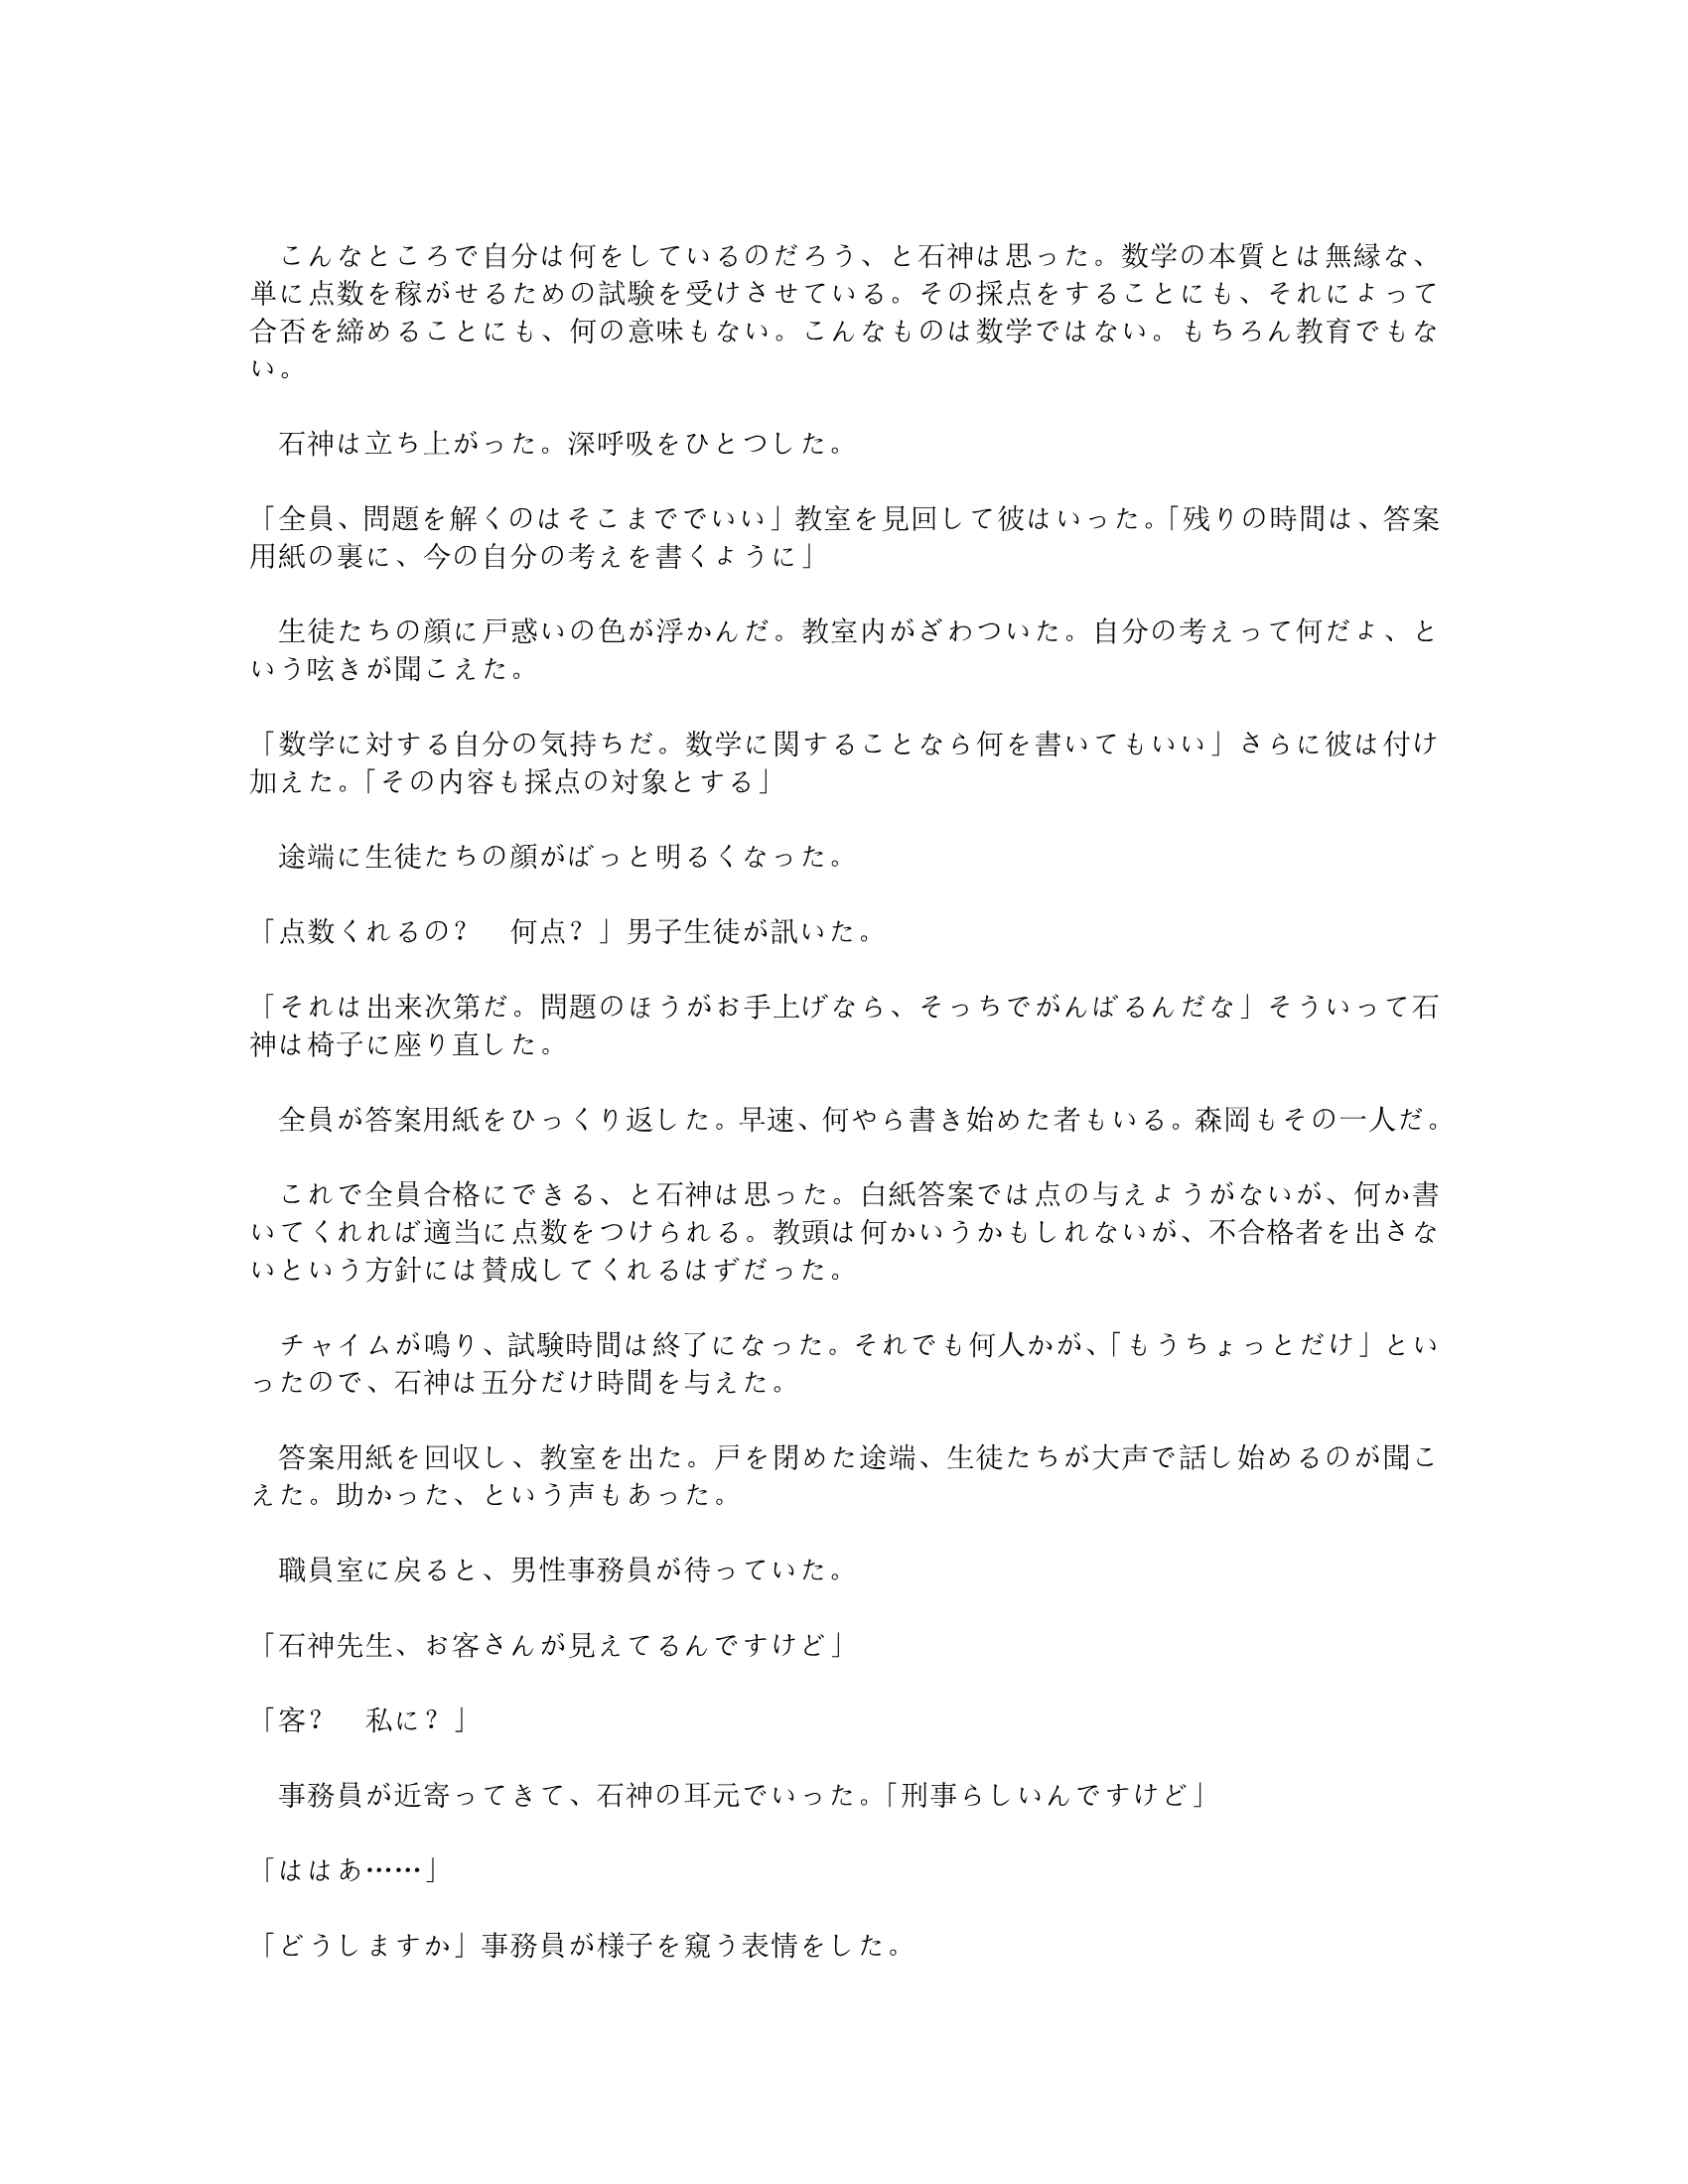 こんなところで自分は何をしているのだろう、と石神は思った。数学の本質とは無縁な、
単に点数を稼がせるための試験を受けさせている。その採点をすることにも、それによって
合否を締めることにも、何の意味もない。こんなものは数学ではない。もちろん教育でもな
い。
　石神は立ち上がった。深呼吸をひとつした。
「全員、問題を解くのはそこまででいい」教室を見回して彼はいった。「残りの時間は、答案
用紙の裏に、今の自分の考えを書くように」
　生徒たちの顔に戸惑いの色が浮かんだ。教室内がざわついた。自分の考えって何だよ、と
いう呟きが聞こえた。
「数学に対する自分の気持ちだ。数学に関することなら何を書いてもいい」さらに彼は付け
加えた。「その内容も採点の対象とする」
　途端に生徒たちの顔がばっと明るくなった。
「点数くれるの？　何点？」男子生徒が訊いた。
「それは出来次第だ。問題のほうがお手上げなら、そっちでがんばるんだな」そういって石
神は椅子に座り直した。
　全員が答案用紙をひっくり返した。早速、何やら書き始めた者もいる。森岡もその一人だ。
　これで全員合格にできる、と石神は思った。白紙答案では点の与えようがないが、何か書
いてくれれば適当に点数をつけられる。教頭は何かいうかもしれないが、不合格者を出さな
いという方針には賛成してくれるはずだった。
　チャイムが鳴り、試験時間は終了になった。それでも何人かが、「もうちょっとだけ」とい
ったので、石神は五分だけ時間を与えた。
　答案用紙を回収し、教室を出た。戸を閉めた途端、生徒たちが大声で話し始めるのが聞こ
えた。助かった、という声もあった。
　職員室に戻ると、男性事務員が待っていた。
「石神先生、お客さんが見えてるんですけど」
「客？　私に？」
　事務員が近寄ってきて、石神の耳元でいった。「刑事らしいんですけど」
「ははあ……」
「どうしますか」事務員が様子を窺う表情をした。